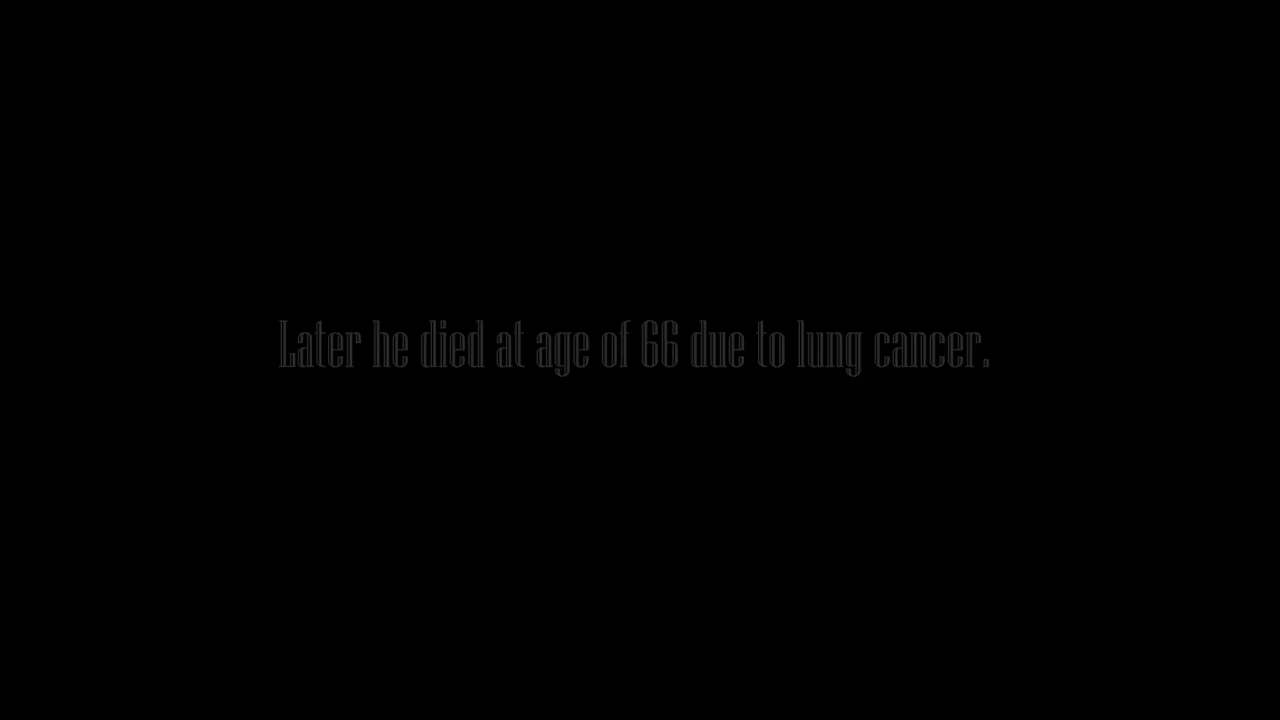 Later he died at age of 66 due to lung cancer.